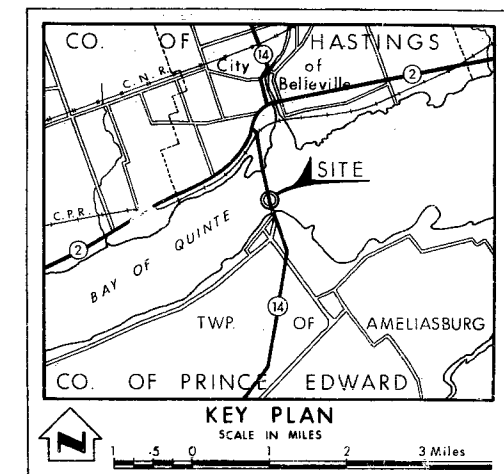 CO. OF HASTINGS
14
City of
Belleville
C. N. R.
2
SITE
C.P.R.
2
BAY OF QUINTE
14
TWP. OF AMELIASBURG
CO. OF PRINCE EDWARD
KEY PLAN
SCALE IN MILES
N
1 .5 0 1 2 3 Miles